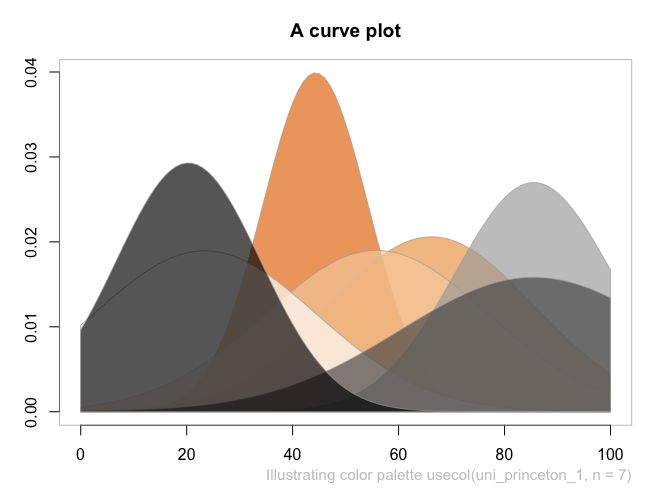 A curve plot
0.04
0.03
0.02
0.01
0.00
0 20 40 60 80 100
Illustrating color palette usecol(uni_princeton_1, n = 7)